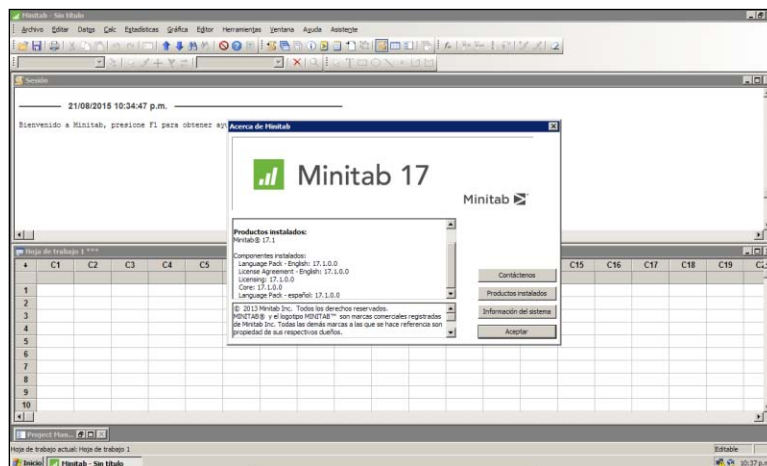 Minitab - Sin título
Archivo Editar Datos Calc Estadísticas Gráfica Editor Herramientas Ventana Ayuda Asistente
Sesión
21/08/2015 10:34:47 p.m.
Bienvenido a Minitab, presione F1 para obtener ay
Acerca de Minitab
Minitab 17
Minitab
Productos instalados:
Minitab® 17.1
Componentes instalados:
Language Pack - English: 17.1.0.0
License Agreement - English: 17.1.0.0
Licensing: 17.1.0.0
Core: 17.1.0.0
Language Pack - español: 17.1.0.0
Contáctenos
Productos instalados
Información del sistema
Aceptar
© 2013 Minitab Inc. Todos los derechos reservados.
MINITAB® y el logotipo MINITAB™ son marcas comerciales registradas
de Minitab Inc. Todas las demás marcas a las que se hace referencia son
propiedad de sus respectivos dueños.
Hoja de trabajo 1 ***
C1 C2 C3 C4 C5 C15 C16 C17 C18 C19
1
2
3
4
5
6
7
8
9
10
Project Man...
Hoja de trabajo actual: Hoja de trabajo 1 Editable
Inicio Minitab - Sin título 10:37 p.m.